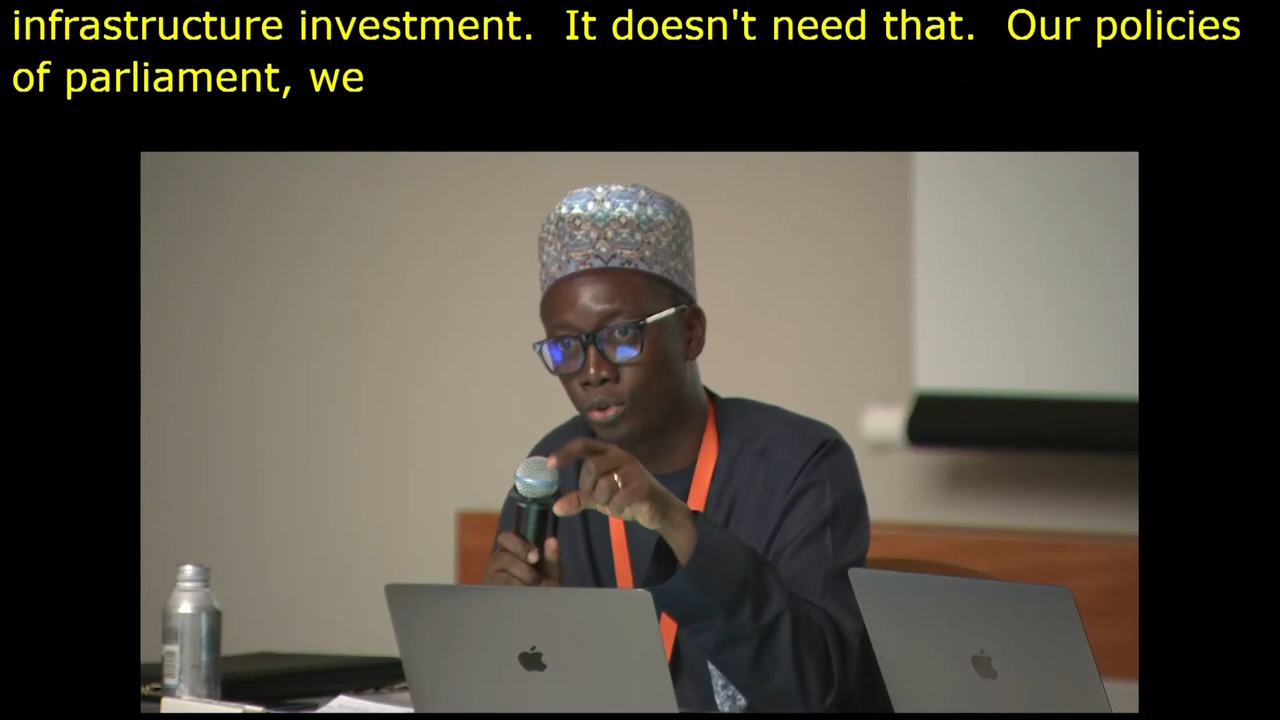 infrastructure investment.  It doesn't need that.  Our policies
of parliament, we